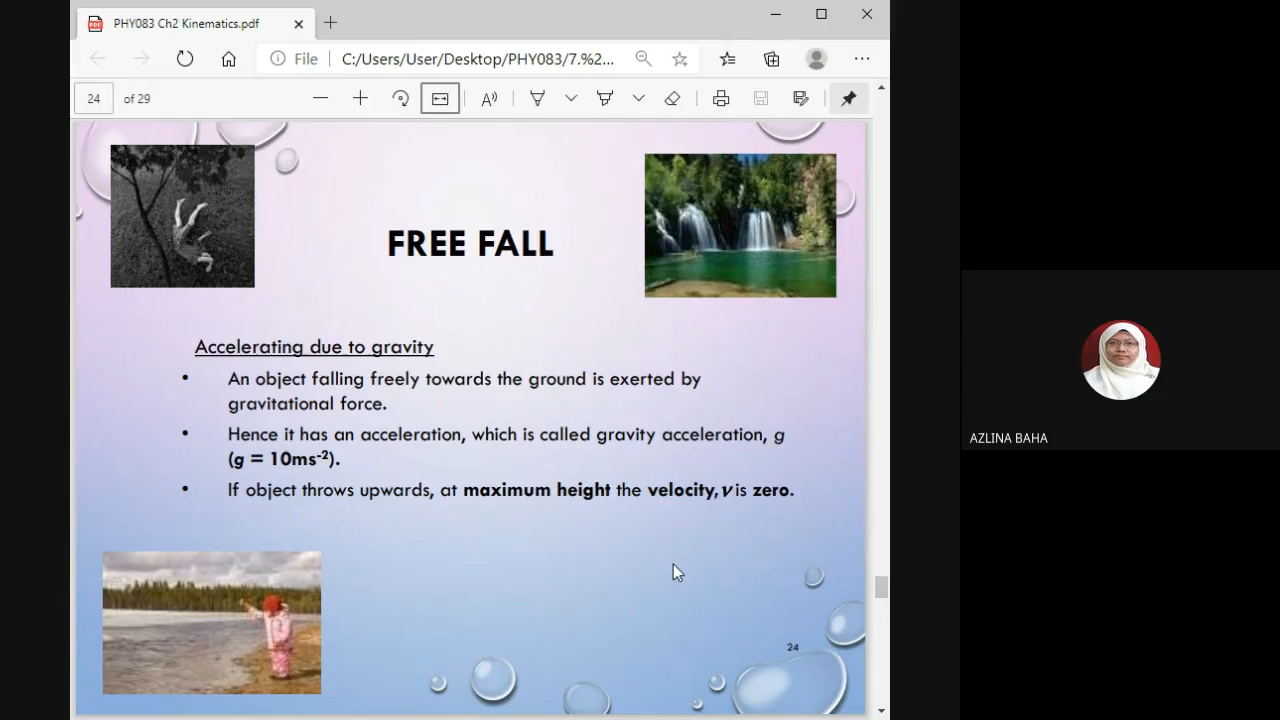 PHY083 Ch2 Kinematics.pdf
File C:/Users/User/Desktop/PHY083/7.%2...
24 of 29
FREE FALL
Accelerating due to gravity
• An object falling freely towards the ground is exerted by
gravitational force.
• Hence it has an acceleration, which is called gravity acceleration, g
(g = 10ms-2).
• If object throws upwards, at maximum height the velocity, v is zero.
24
AZLINA BAHA